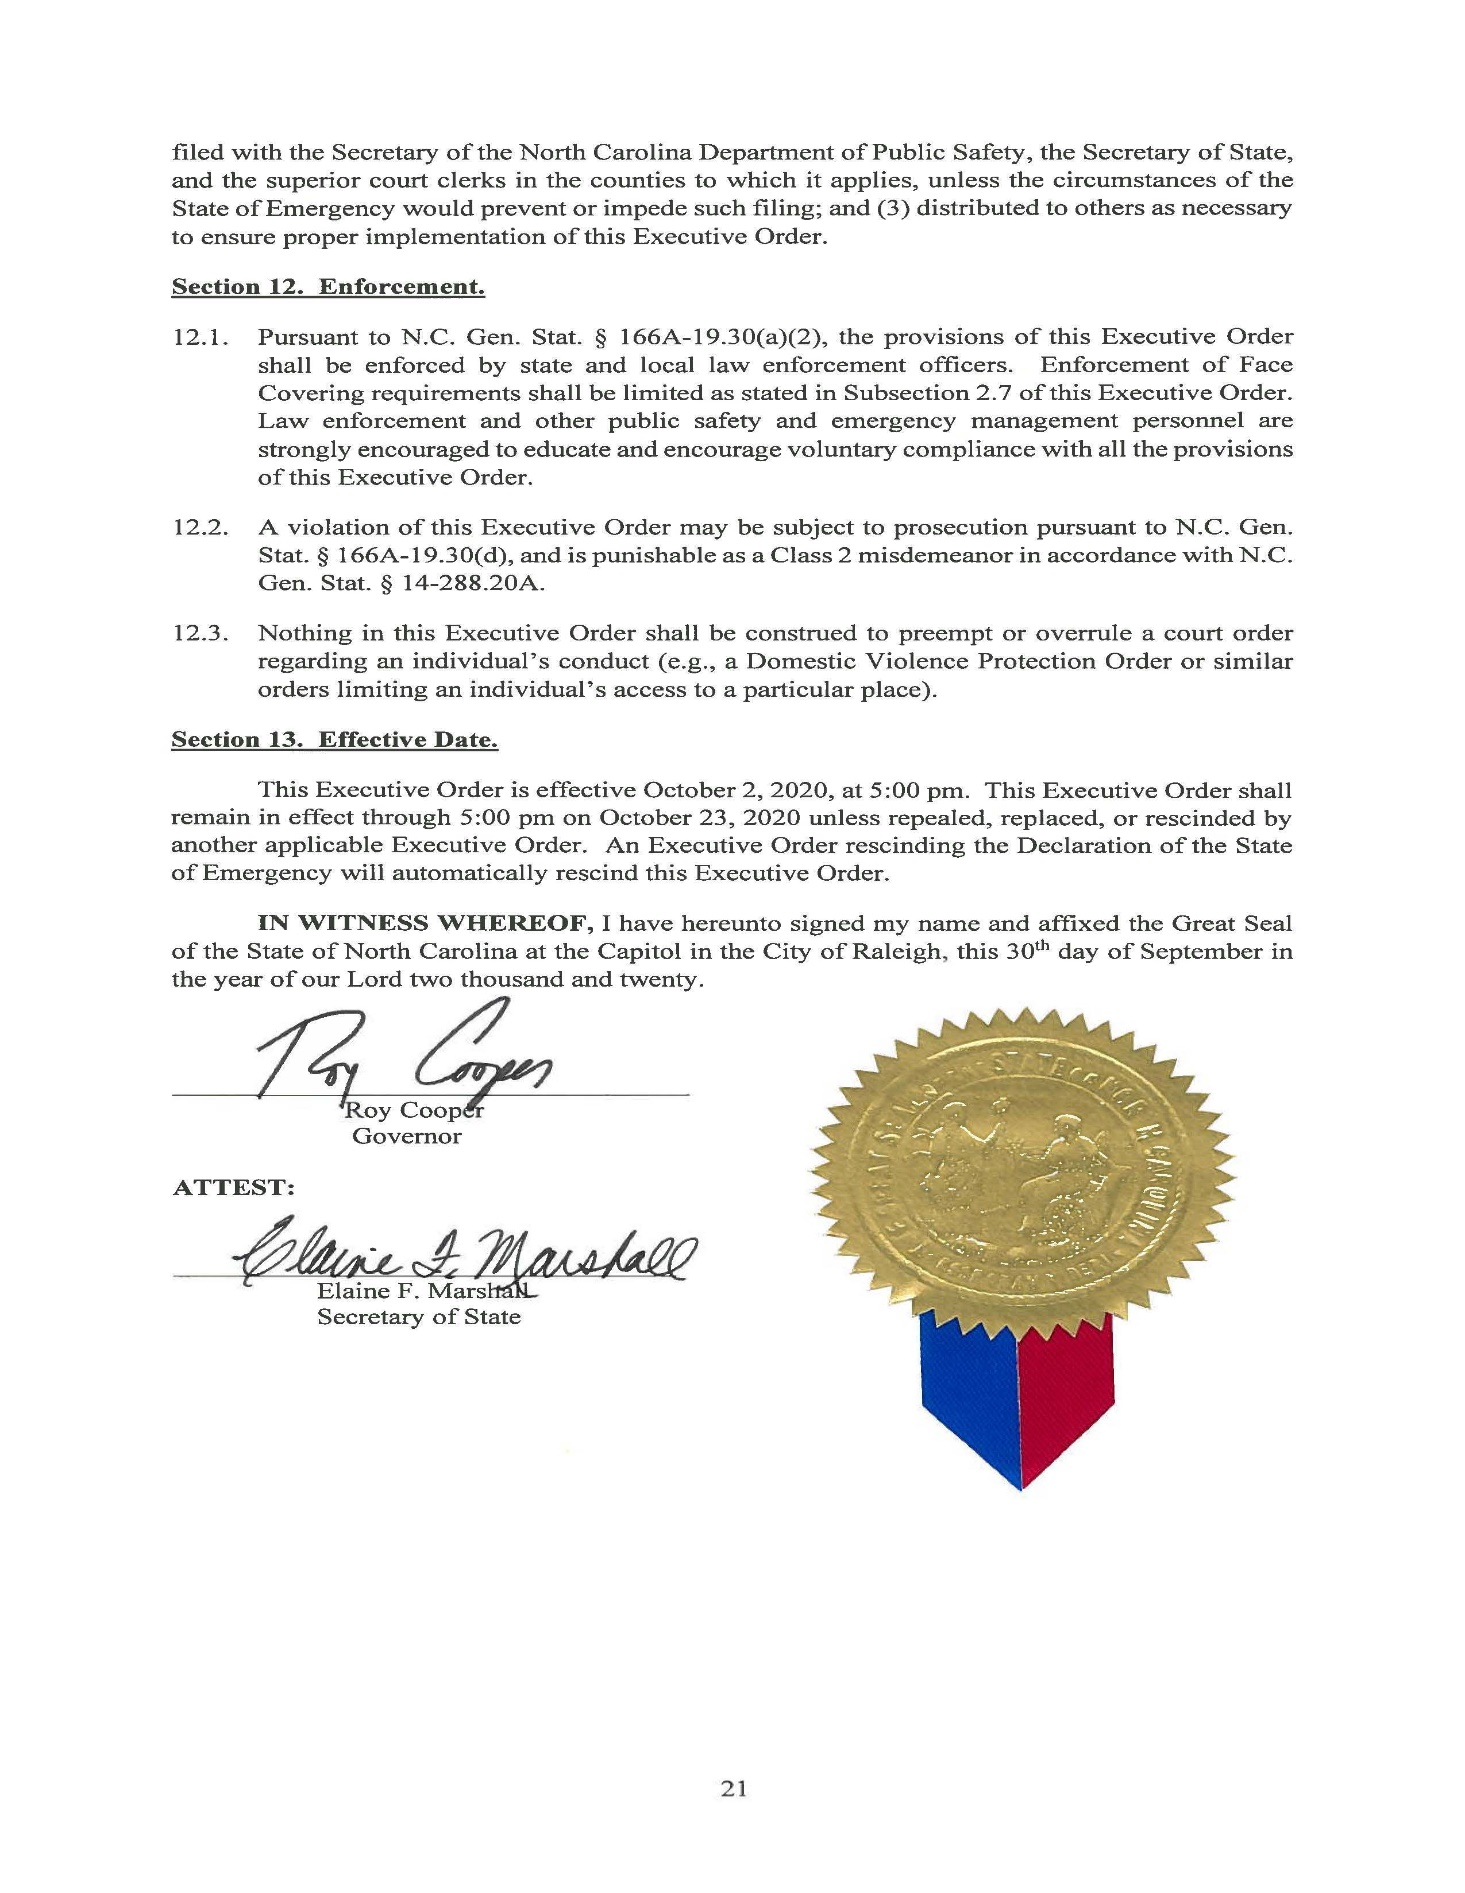 filed with the Secretary of the North Carolina Department of Public Safety, the Secretary of State,
and the superior court clerks in the counties to which it applies, unless the circumstances of the
State of Emergency would prevent or impede such filing; and (3) distributed to others as necessary
to ensure proper implementation of this Executive Order.
Section 12. Enforcement.
12.1. Pursuant to N.C. Gen. Stat. § 166A-19.30(a)(2), the provisions of this Executive Order
shall be enforced by state and local law enforcement officers. Enforcement of Face
Covering requirements shall be limited as stated in Subsection 2.7 of this Executive Order.
Law enforcement and other public safety and emergency management personnel are
strongly encouraged to educate and encourage voluntary compliance with all the provisions
of this Executive Order.
12.2. A violation of this Executive Order may be subject to prosecution pursuant to N.C. Gen.
Stat. § 166A-19.30(d), and is punishable as a Class 2 misdemeanor in accordance with N.C.
Gen. Stat. § 14-288.20A.
12.3. Nothing in this Executive Order shall be construed to preempt or overrule a court order
regarding an individual's conduct (e.g., a Domestic Violence Protection Order or similar
orders limiting an individual's access to a particular place).
Section 13. Effective Date.
This Executive Order is effective October 2, 2020, at 5:00 pm. This Executive Order shall
remain in effect through 5:00 pm on October 23, 2020 unless repealed, replaced, or rescinded by
another applicable Executive Order. An Executive Order rescinding the Declaration of the State
of Emergency will automatically rescind this Executive Order.
IN WITNESS WHEREOF, I have hereunto signed my name and affixed the Great Seal
of the State of North Carolina at the Capitol in the City of Raleigh, this 30th day of September in
the year of our Lord two thousand and twenty.
Roy Cooper
Roy Cooper
Governor
ATTEST:
Elaine F. Marshall
Elaine F. Marshall
Secretary of State
21